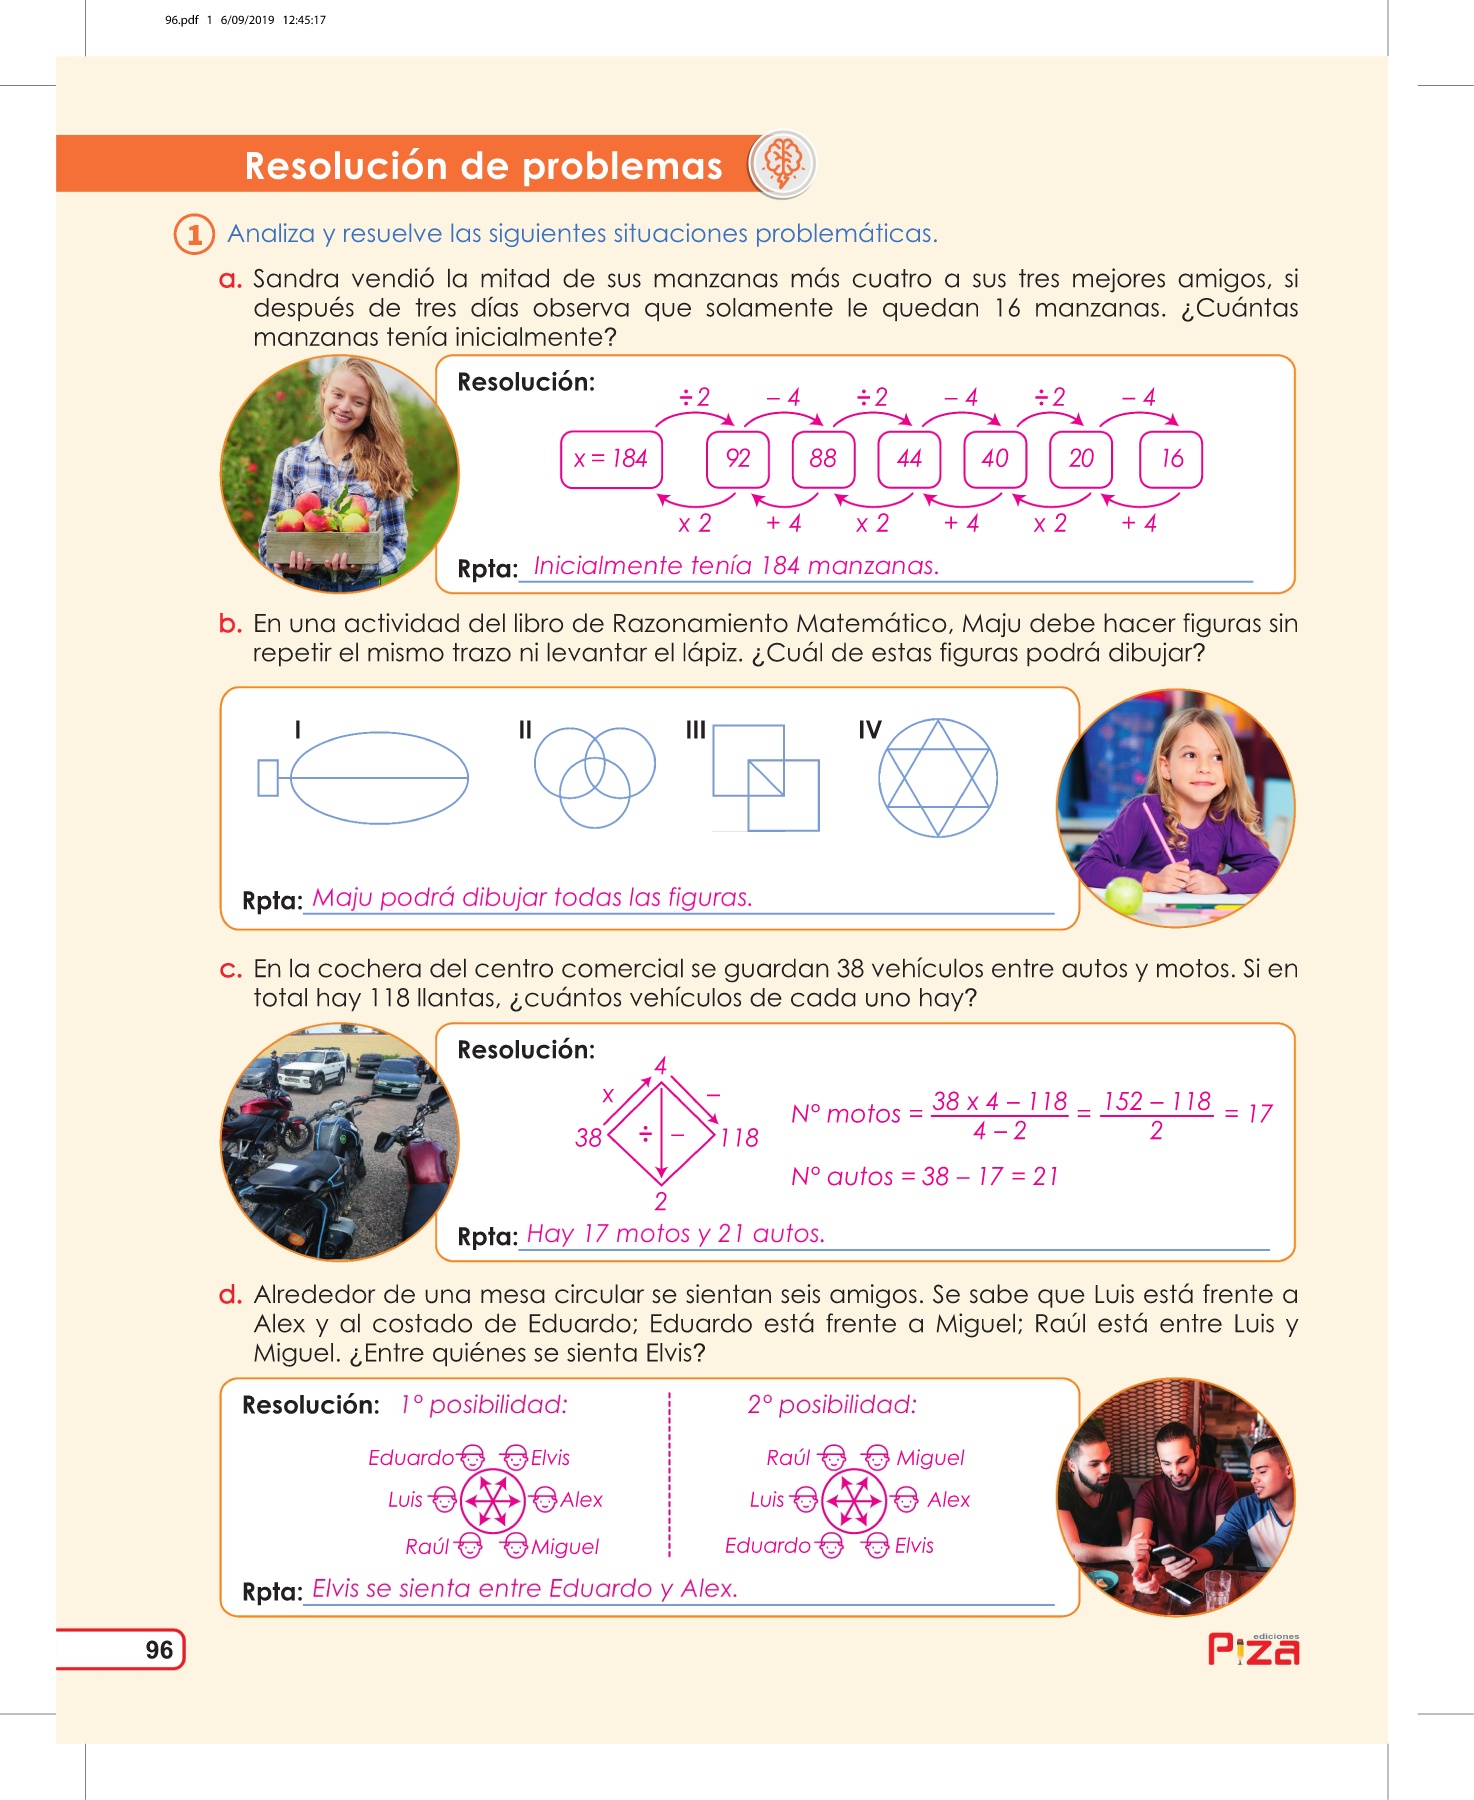 96.pdf 1 6/09/2019 12:45:17
Resolución de problemas
1 Analiza y resuelve las siguientes situaciones problemáticas.
a. Sandra vendió la mitad de sus manzanas más cuatro a sus tres mejores amigos, si
después de tres días observa que solamente le quedan 16 manzanas. ¿Cuántas
manzanas tenía inicialmente?
Resolución:
÷2 – 4 ÷2 – 4 ÷2 – 4
x = 184 92 88 44 40 20 16
x 2 + 4 x 2 + 4 x 2 + 4
Rpta: Inicialmente tenía 184 manzanas.
b. En una actividad del libro de Razonamiento Matemático, Maju debe hacer figuras sin
repetir el mismo trazo ni levantar el lápiz. ¿Cuál de estas figuras podrá dibujar?
I II III IV
Rpta: Maju podrá dibujar todas las figuras.
c. En la cochera del centro comercial se guardan 38 vehículos entre autos y motos. Si en
total hay 118 llantas, ¿cuántos vehículos de cada uno hay?
Resolución:
4
x –
38 ÷ – 118
2
N° motos = 38 x 4 – 118 = 152 – 118 = 17
4 – 2 2
N° autos = 38 – 17 = 21
Rpta: Hay 17 motos y 21 autos.
d. Alrededor de una mesa circular se sientan seis amigos. Se sabe que Luis está frente a
Alex y al costado de Eduardo; Eduardo está frente a Miguel; Raúl está entre Luis y
Miguel. ¿Entre quiénes se sienta Elvis?
Resolución: 1° posibilidad: 2° posibilidad:
Eduardo Elvis Raúl Miguel
Luis Alex Luis Alex
Raúl Miguel Eduardo Elvis
Rpta: Elvis se sienta entre Eduardo y Alex.
96
ediciones
Piza